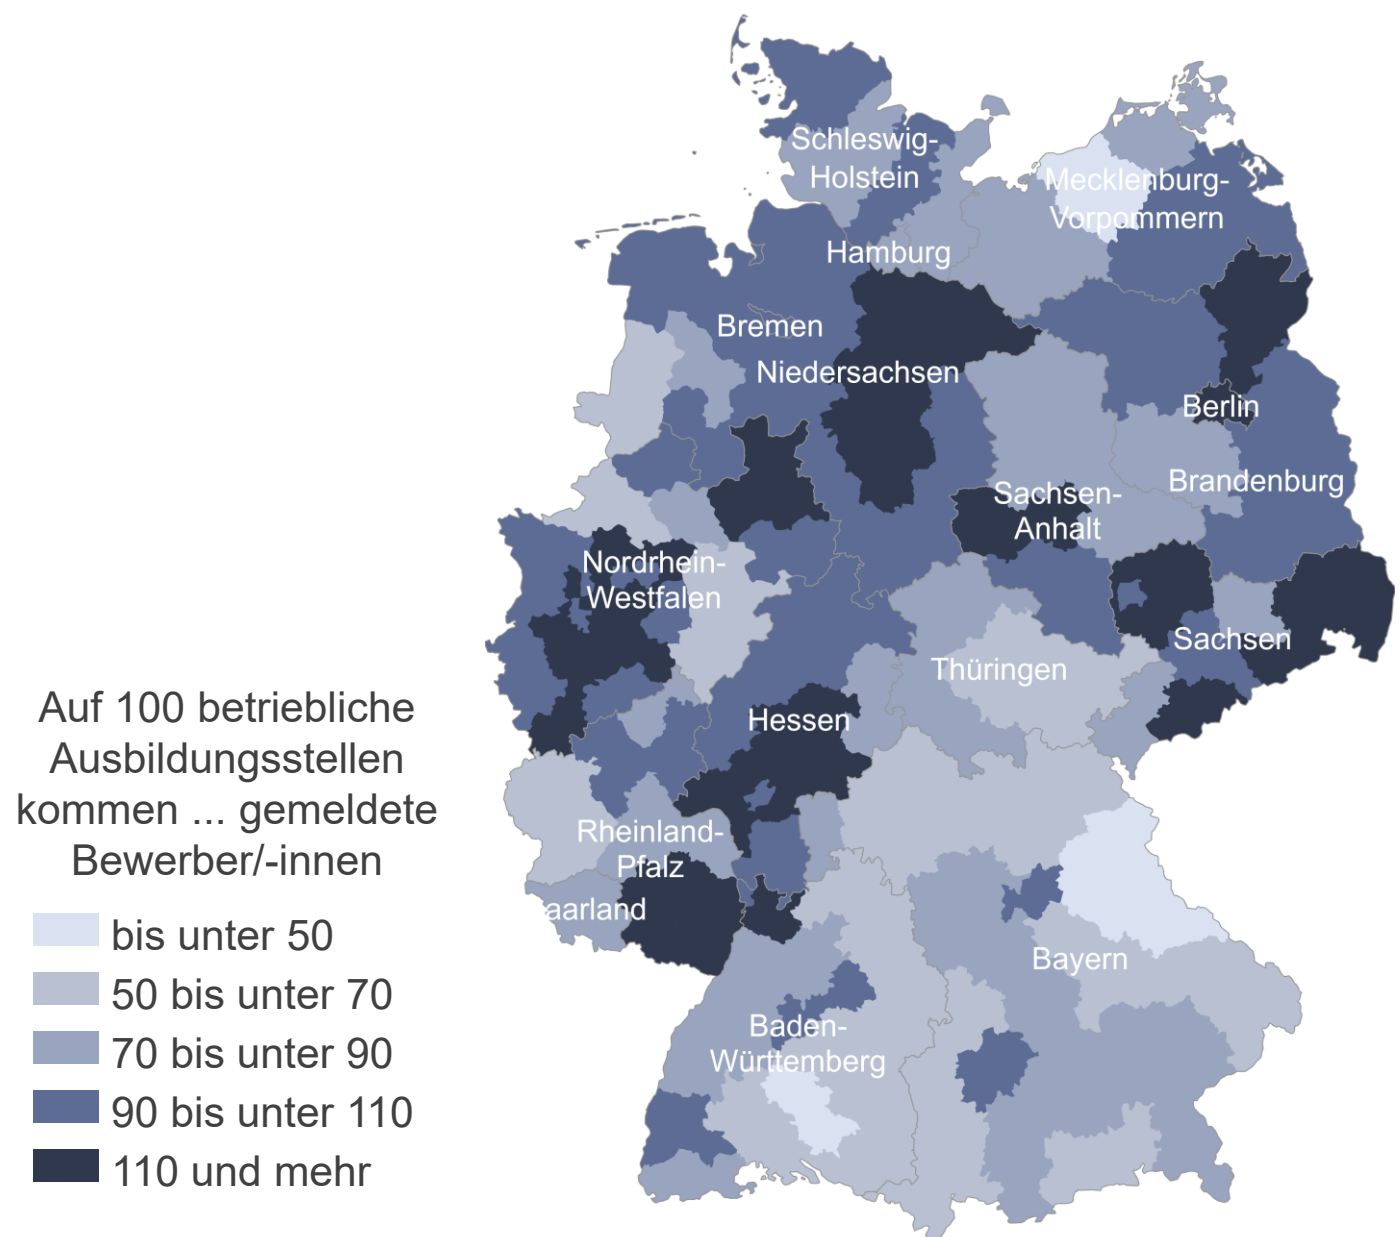 Schleswig-
Holstein
Mecklenburg-
Vorpommern
Hamburg
Bremen
Niedersachsen
Berlin
Brandenburg
Sachsen-
Anhalt
Nordrhein-
Westfalen
Sachsen
Thüringen
Hessen
Rheinland-
Pfalz
aarland
Bayern
Baden-
Württemberg
Auf 100 betriebliche
Ausbildungsstellen
kommen ... gemeldete
Bewerber/-innen
bis unter 50
50 bis unter 70
70 bis unter 90
90 bis unter 110
110 und mehr